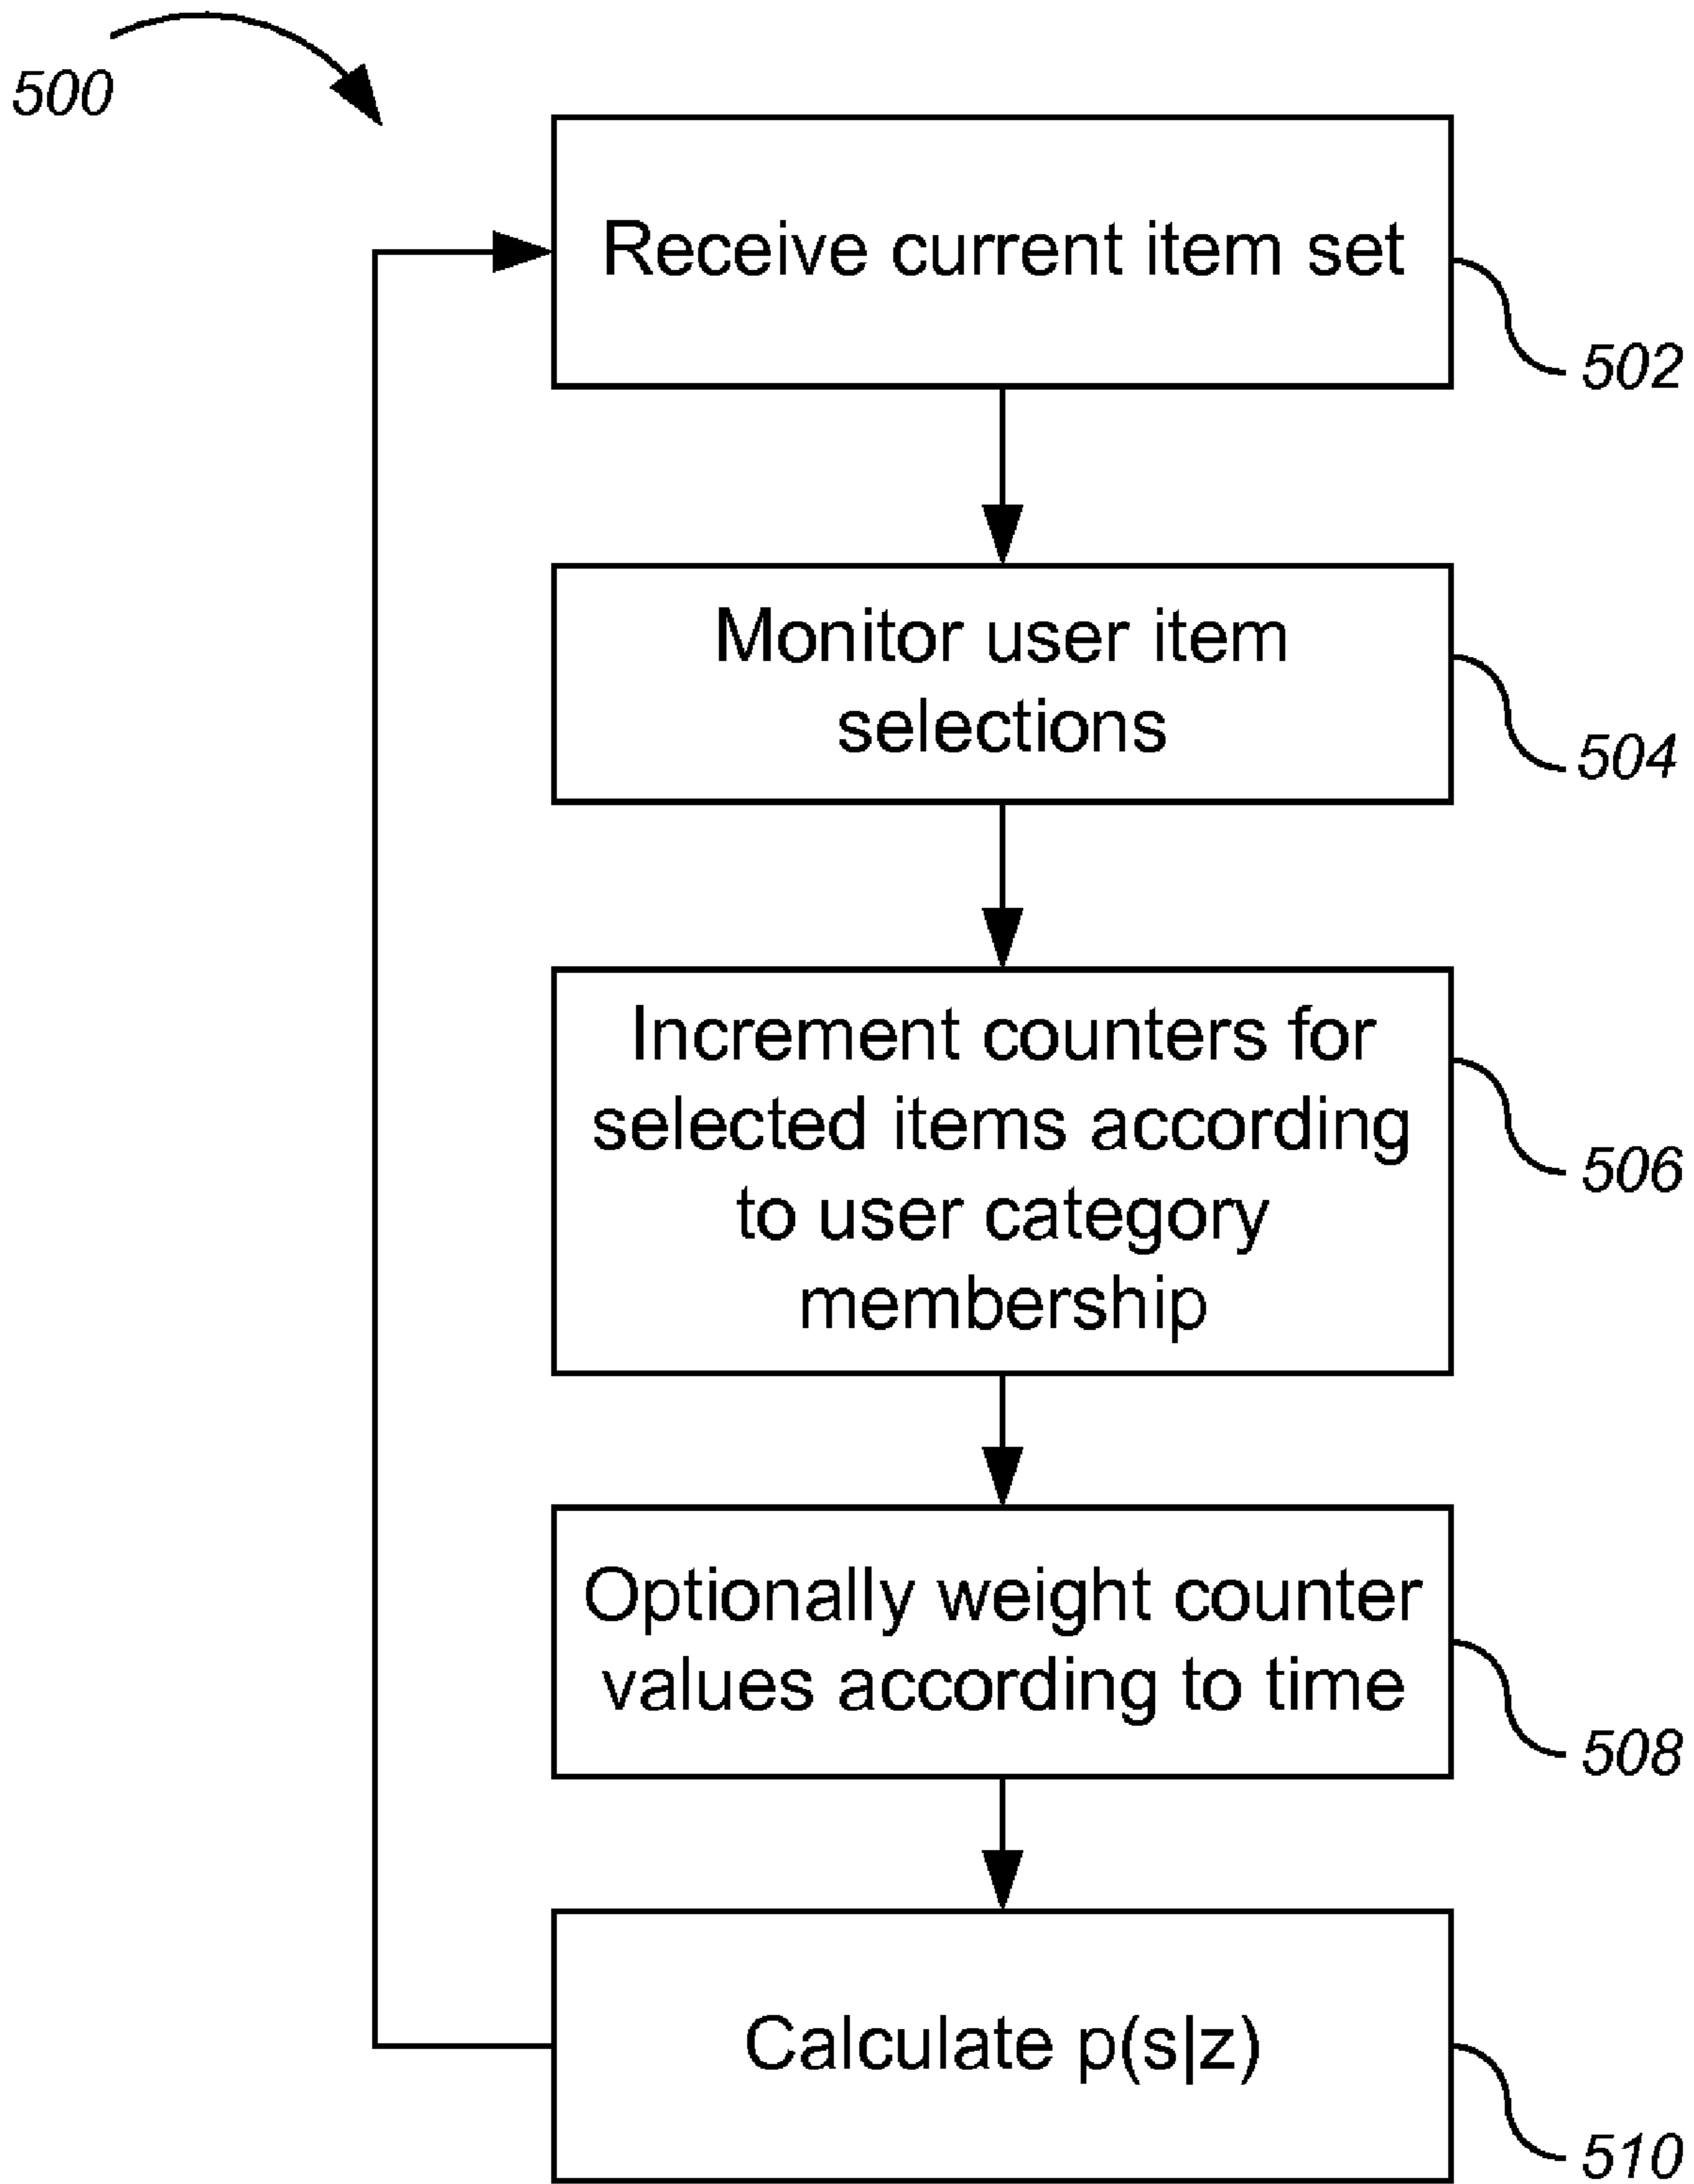 500
Receive current item set
502
Monitor user item
selections
504
Increment counters for
selected items according
to user category
membership
506
Optionally weight counter
values according to time
508
Calculate p(s|z)
510